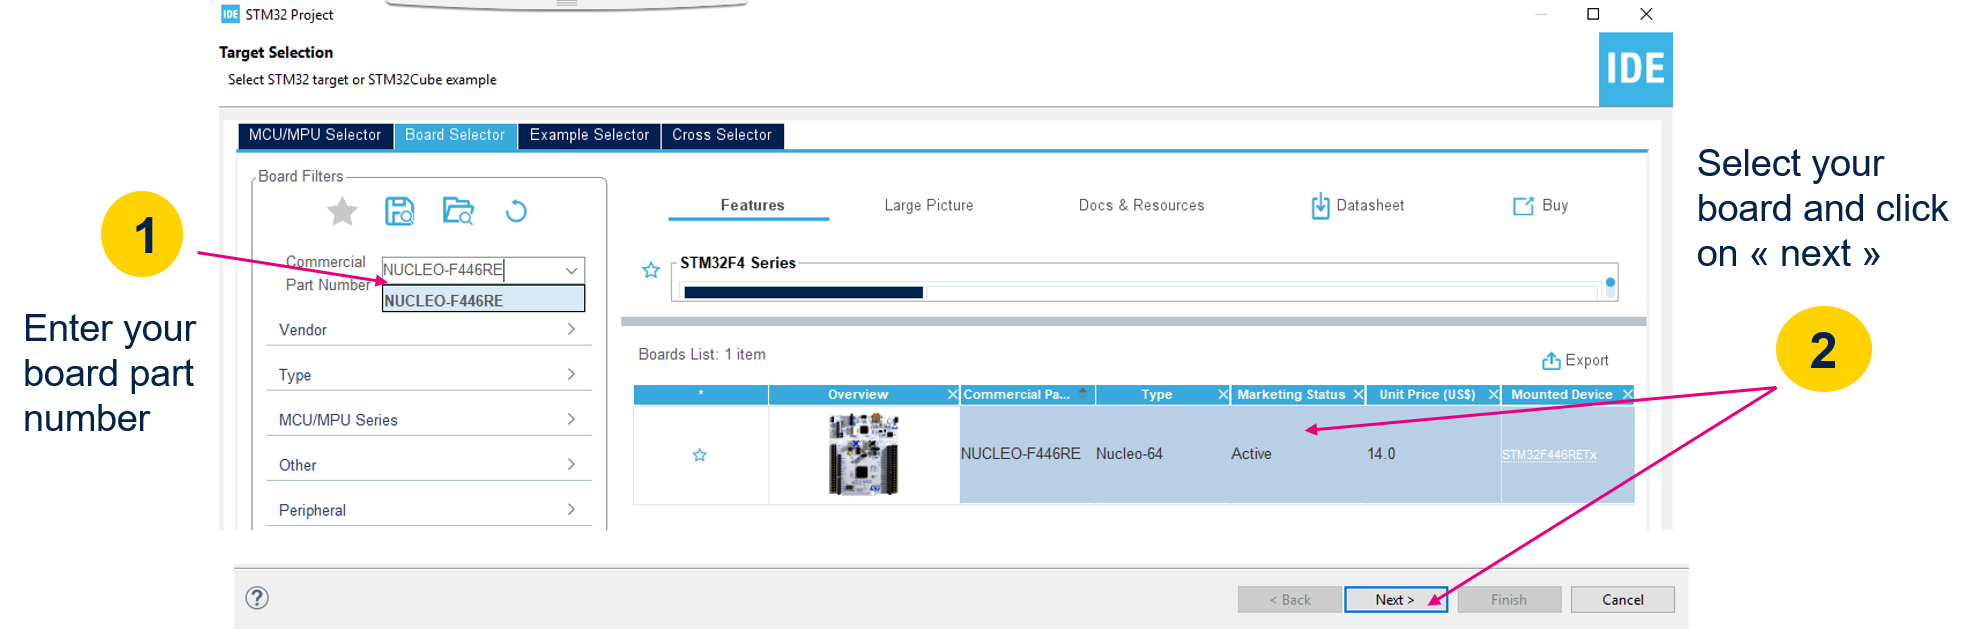 IDE STM32 Project
Target Selection
Select STM32 target or STM32Cube example
IDE
MCU/MPU Selector Board Selector Example Selector Cross Selector
Board Filters
Features Large Picture Docs & Resources Datasheet Buy
1
Enter your
board part
number
Commercial
Part Number
NUCLEO-F446RE
NUCLEO-F446RE
Vendor
Type
MCU/MPU Series
Other
Peripheral
STM32F4 Series
Boards List: 1 item
Export
* Overview Commercial Pa... Type Marketing Status Unit Price (US$) Mounted Device
NUCLEO-F446RE Nucleo-64 Active 14.0 STM32F446RETx
Select your
board and click
on « next »
2
? < Back Next > Finish Cancel